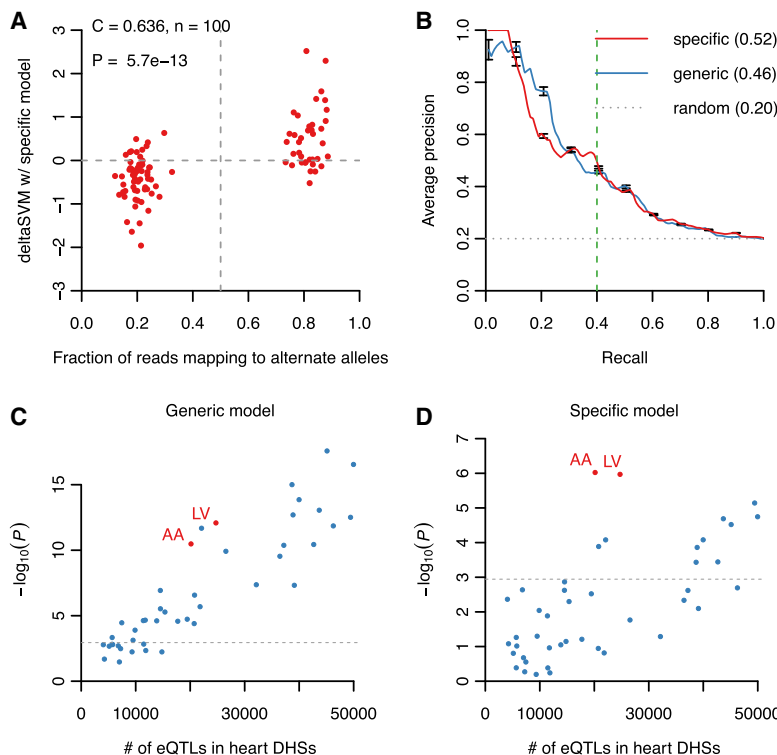 A
C = 0.636, n = 100
P = 5.7e-13
deltaSVM w/ specific model
3
2
1
0
−1
−2
−3
0.0 0.2 0.4 0.6 0.8 1.0
Fraction of reads mapping to alternate alleles
B
specific (0.52)
generic (0.46)
random (0.20)
Average precision
1.0
0.8
0.6
0.4
0.2
0.0
0.0 0.2 0.4 0.6 0.8 1.0
Recall
C
Generic model
AA
LV
−log10(P)
15
10
5
0
0 10000 30000 50000
# of eQTLs in heart DHSs
D
Specific model
AA LV
−log10(P)
7
6
5
4
3
2
1
0
0 10000 30000 50000
# of eQTLs in heart DHSs